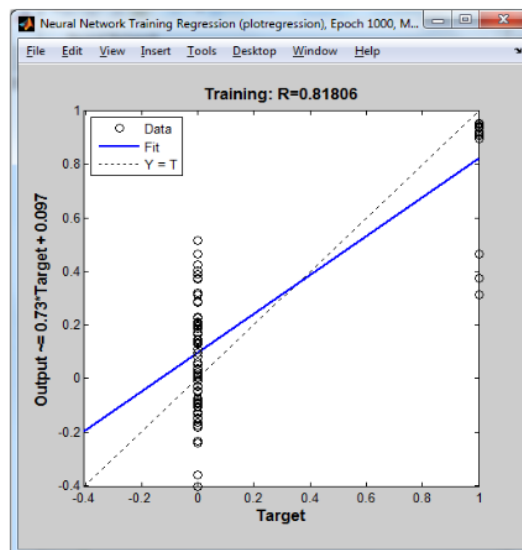 Neural Network Training Regression (plotregression), Epoch 1000, M...
File Edit View Insert Tools Desktop Window Help
Training: R=0.81806
Data
Fit
Y = T
Output ~= 0.73*Target + 0.097
1
0.8
0.6
0.4
0.2
0
-0.2
-0.4
-0.4 -0.2 0 0.2 0.4 0.6 0.8 1
Target